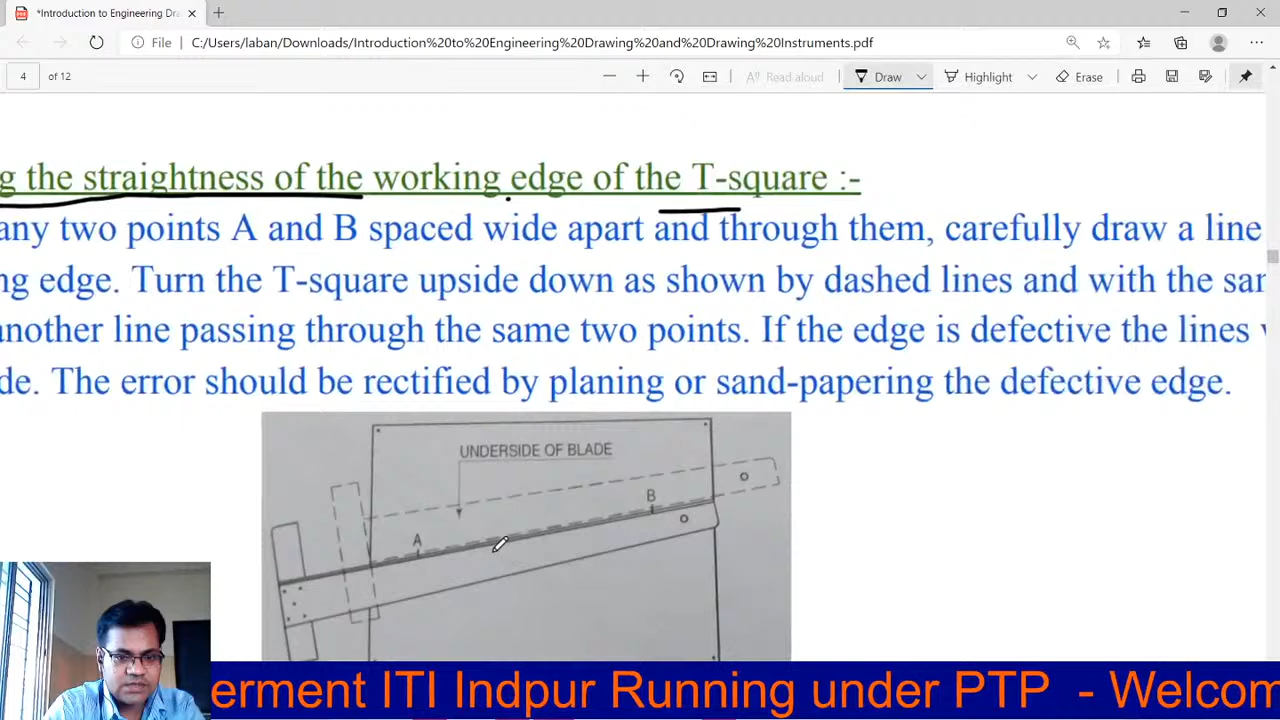 *Introduction to Engineering Dra
File
C:/Users/laban/Downloads/Introduction%20to%20Engineering%20Drawing%20and%20Drawing%20Instruments.pdf
4 of 12
Read aloud
Draw
Highlight
Erase
g the straightness of the working edge of the T-square :-
any two points A and B spaced wide apart and through them, carefully draw a line
ng edge. Turn the T-square upside down as shown by dashed lines and with the sar
another line passing through the same two points. If the edge is defective the lines
de. The error should be rectified by planing or sand-papering the defective edge.
UNDERSIDE OF BLADE
B
A
erment ITI Indpur Running under PTP - Welcom